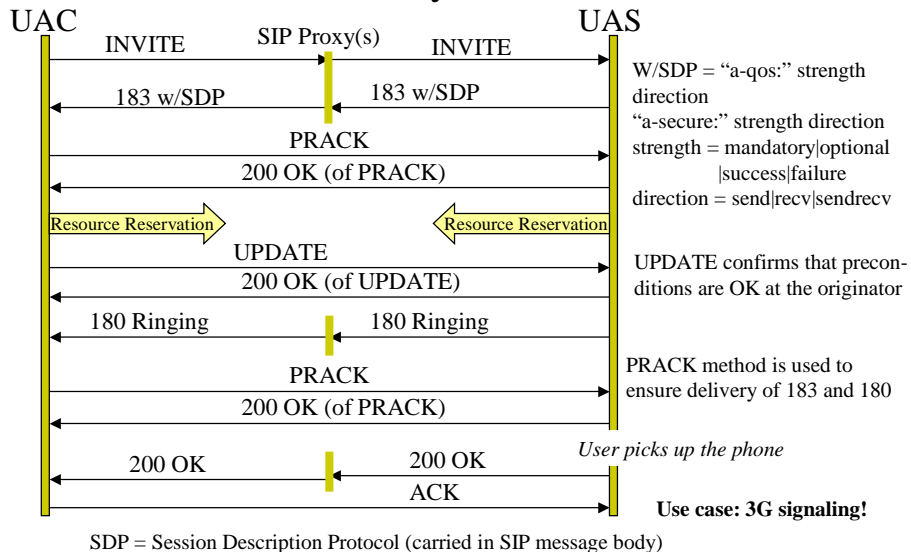 UAC
UAS
INVITE
SIP Proxy(s)
INVITE
W/SDP = “a-qos:” strength
direction
“a-secure:” strength direction
strength = mandatory|optional
|success|failure
direction = send|recv|sendrecv
183 w/SDP
183 w/SDP
PRACK
200 OK (of PRACK)
Resource Reservation
Resource Reservation
UPDATE
200 OK (of UPDATE)
UPDATE confirms that precon-
ditions are OK at the originator
180 Ringing
180 Ringing
PRACK
200 OK (of PRACK)
PRACK method is used to
ensure delivery of 183 and 180
User picks up the phone
200 OK
200 OK
ACK
Use case: 3G signaling!
SDP = Session Description Protocol (carried in SIP message body)